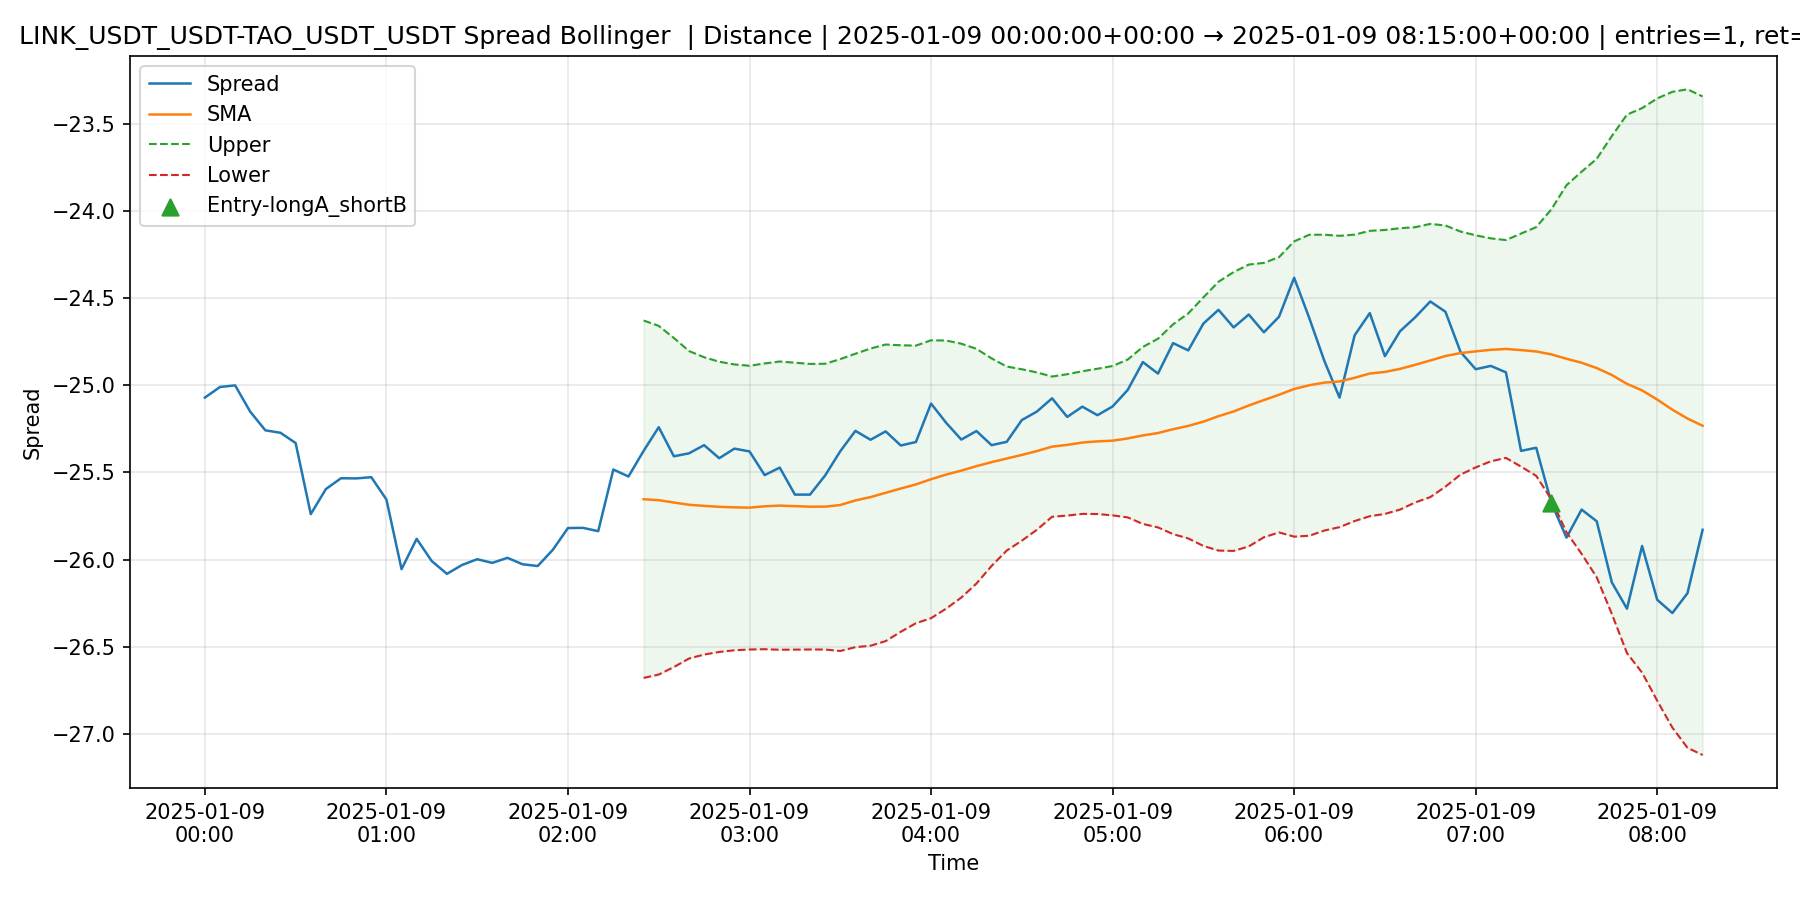 LINK_USDT_USDT-TAO_USDT_USDT Spread Bollinger | Distance | 2025-01-09 00:00:00+00:00 → 2025-01-09 08:15:00+00:00 | entries=1, ret=
Spread
SMA
Upper
Lower
Entry-longA_shortB
−23.5
−24.0
−24.5
−25.0
−25.5
−26.0
−26.5
−27.0
Spread
2025-01-09 2025-01-09 2025-01-09 2025-01-09 2025-01-09 2025-01-09 2025-01-09 2025-01-09 2025-01-09
00:00 01:00 02:00 03:00 04:00 05:00 06:00 07:00 08:00
Time